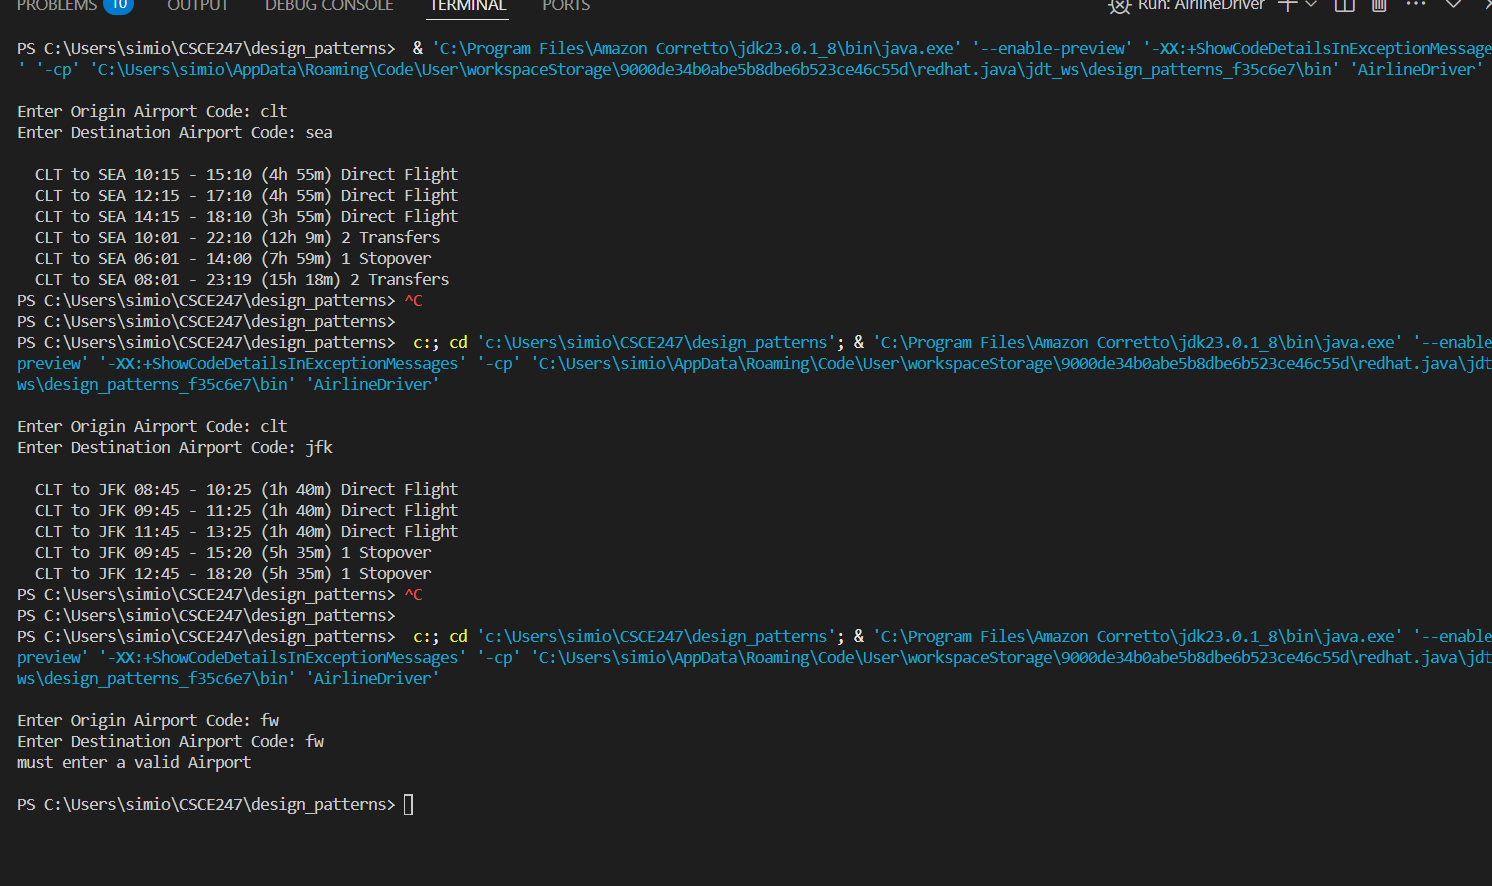 PROBLEMS 10 OUTPUT DEBUG CONSOLE TERMINAL PORTS Run: AirlineDriver
PS C:\Users\simio\CSCE247\design_patterns>  & 'C:\Program Files\Amazon Corretto\jdk23.0.1_8\bin\java.exe' '--enable-preview' '-XX:+ShowCodeDetailsInExceptionMessage
' '-cp' 'C:\Users\simio\AppData\Roaming\Code\User\workspaceStorage\9000de34b0abe5b8dbe6b523ce46c55d\redhat.java\jdt_ws\design_patterns_f35c6e7\bin' 'AirlineDriver'
Enter Origin Airport Code: clt
Enter Destination Airport Code: sea
CLT to SEA 10:15 - 15:10 (4h 55m) Direct Flight
CLT to SEA 12:15 - 17:10 (4h 55m) Direct Flight
CLT to SEA 14:15 - 18:10 (3h 55m) Direct Flight
CLT to SEA 10:01 - 22:10 (12h 9m) 2 Transfers
CLT to SEA 06:01 - 14:00 (7h 59m) 1 Stopover
CLT to SEA 08:01 - 23:19 (15h 18m) 2 Transfers
PS C:\Users\simio\CSCE247\design_patterns> ^C
PS C:\Users\simio\CSCE247\design_patterns>
PS C:\Users\simio\CSCE247\design_patterns>  c:; cd 'c:\Users\simio\CSCE247\design_patterns'; & 'C:\Program Files\Amazon Corretto\jdk23.0.1_8\bin\java.exe' '--enable
preview' '-XX:+ShowCodeDetailsInExceptionMessages' '-cp' 'C:\Users\simio\AppData\Roaming\Code\User\workspaceStorage\9000de34b0abe5b8dbe6b523ce46c55d\redhat.java\jdt
ws\design_patterns_f35c6e7\bin' 'AirlineDriver'
Enter Origin Airport Code: clt
Enter Destination Airport Code: jfk
CLT to JFK 08:45 - 10:25 (1h 40m) Direct Flight
CLT to JFK 09:45 - 11:25 (1h 40m) Direct Flight
CLT to JFK 11:45 - 13:25 (1h 40m) Direct Flight
CLT to JFK 09:45 - 15:20 (5h 35m) 1 Stopover
CLT to JFK 12:45 - 18:20 (5h 35m) 1 Stopover
PS C:\Users\simio\CSCE247\design_patterns> ^C
PS C:\Users\simio\CSCE247\design_patterns>
PS C:\Users\simio\CSCE247\design_patterns>  c:; cd 'c:\Users\simio\CSCE247\design_patterns'; & 'C:\Program Files\Amazon Corretto\jdk23.0.1_8\bin\java.exe' '--enable
preview' '-XX:+ShowCodeDetailsInExceptionMessages' '-cp' 'C:\Users\simio\AppData\Roaming\Code\User\workspaceStorage\9000de34b0abe5b8dbe6b523ce46c55d\redhat.java\jdt
ws\design_patterns_f35c6e7\bin' 'AirlineDriver'
Enter Origin Airport Code: fw
Enter Destination Airport Code: fw
must enter a valid Airport
PS C:\Users\simio\CSCE247\design_patterns>